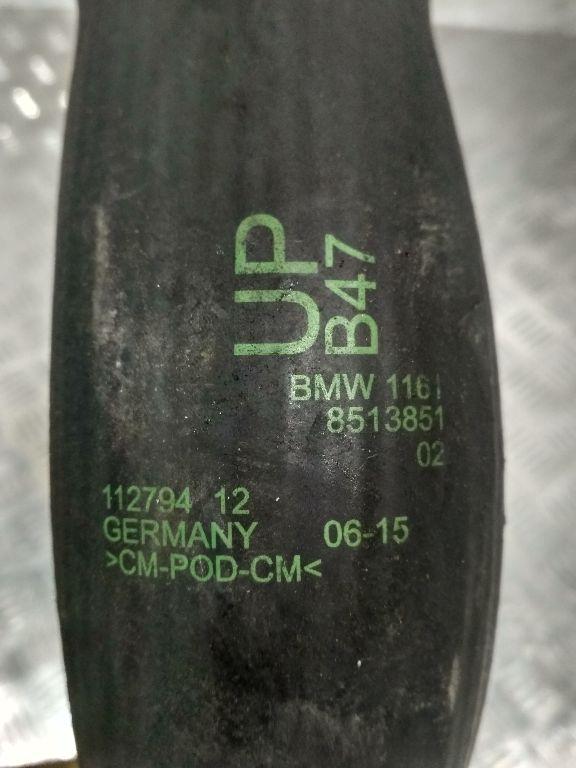 UP
B47
BMW 1161
8513851
02
112794 12
GERMANY 06-15
>CM-POD-CM<